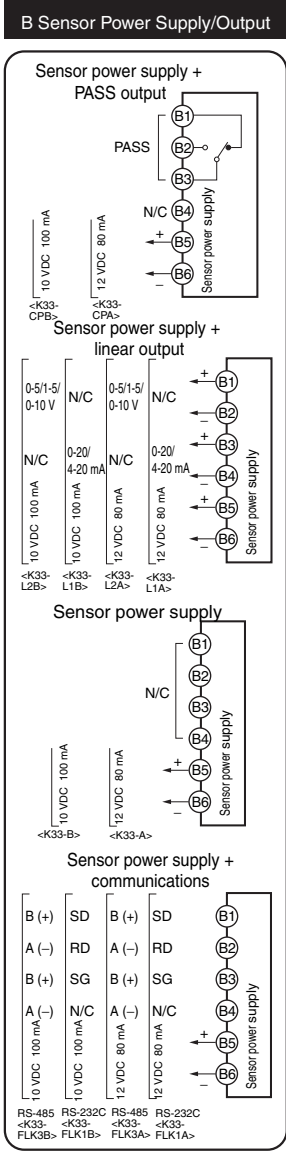 B Sensor Power Supply/Output
Sensor power supply +
PASS output
PASS
B1
B2
B3
N/C B4
+ B5
B6
−
Sensor power supply
10 VDC 100 mA
12 VDC 80 mA
<K33-
CPB>
<K33-
CPA>
Sensor power supply +
linear output
0-5/1-5/
0-10 V
N/C
0-5/1-5/
0-10 V
N/C
+ B1
− B2
+ B3
N/C
0-20/
4-20 mA
N/C
0-20/
4-20 mA
− B4
+ B5
− B6
Sensor power supply
10 VDC 100 mA
10 VDC 100 mA
12 VDC 80 mA
12 VDC 80 mA
<K33-
L2B>
<K33-
L1B>
<K33-
L2A>
<K33-
L1A>
Sensor power supply
N/C
B1
B2
B3
B4
+ B5
− B6
Sensor power supply
10 VDC 100 mA
12 VDC 80 mA
<K33-B>
<K33-A>
Sensor power supply +
communications
B (+) SD B (+) SD B1
A (−) RD A (−) RD B2
B (+) SG B (+) SG B3
A (−) N/C A (−) N/C B4
+ B5
− B6
Sensor power supply
10 VDC 100 mA
10 VDC 100 mA
12 VDC 80 mA
12 VDC 80 mA
RS-485
<K33-
FLK3B>
RS-232C
<K33-
FLK1B>
RS-485
<K33-
FLK3A>
RS-232C
<K33-
FLK1A>